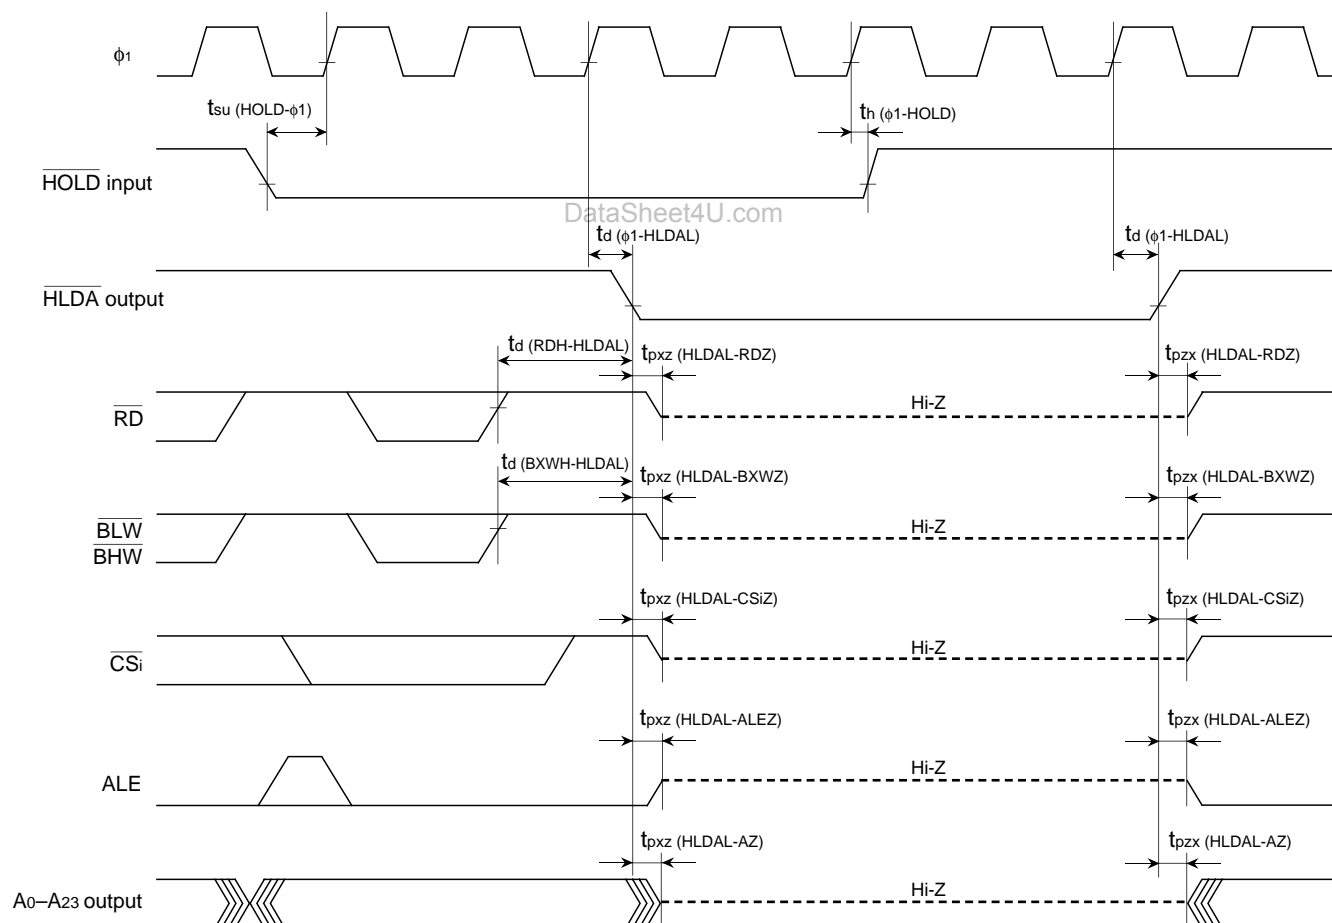 ϕ1
tsu (HOLD-ϕ1)
th (ϕ1-HOLD)
HOLD input
DataSheet4U.com
td (ϕ1-HLDAL)
td (ϕ1-HLDAL)
HLDA output
td (RDH-HLDAL)
tpxz (HLDAL-RDZ)
tpzx (HLDAL-RDZ)
RD
Hi-Z
td (BXWH-HLDAL)
tpxz (HLDAL-BXWZ)
tpzx (HLDAL-BXWZ)
BLW
BHW
Hi-Z
tpxz (HLDAL-CSiZ)
tpzx (HLDAL-CSiZ)
CSi
Hi-Z
tpxz (HLDAL-ALEZ)
tpzx (HLDAL-ALEZ)
ALE
Hi-Z
tpxz (HLDAL-AZ)
tpzx (HLDAL-AZ)
A0–A23 output
Hi-Z